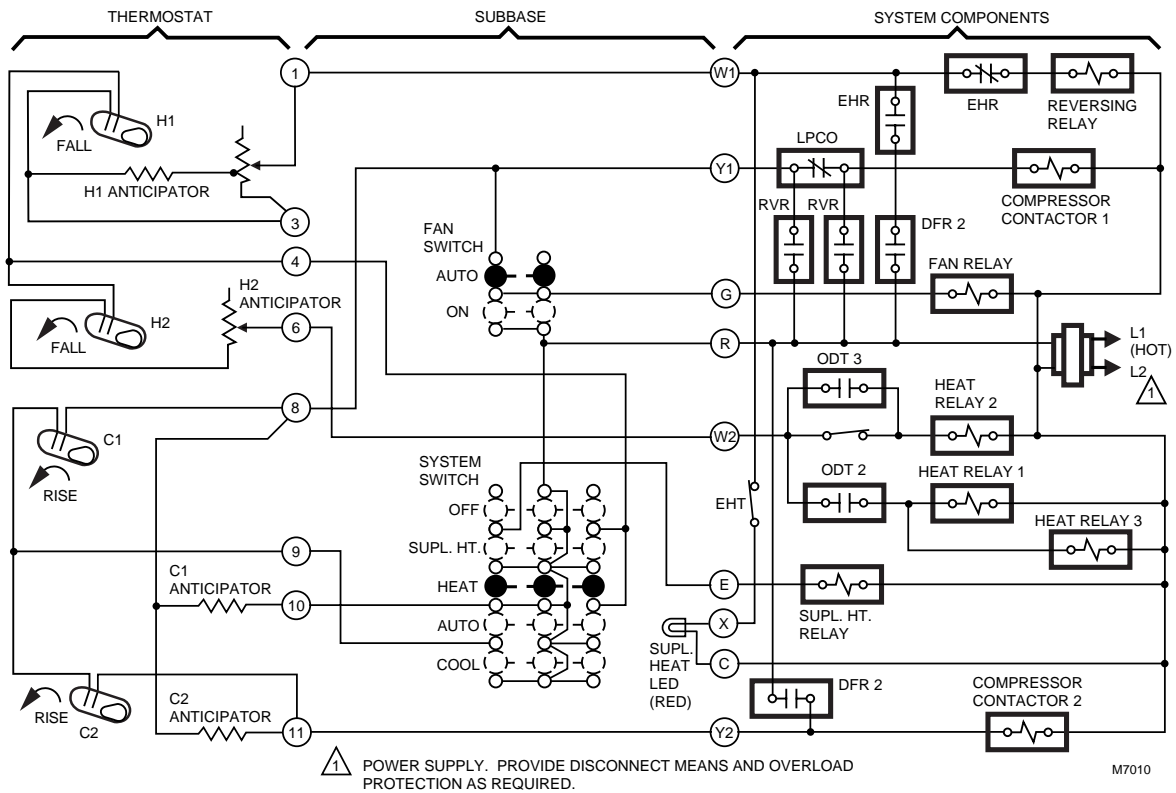 THERMOSTAT
SUBBASE
SYSTEM COMPONENTS
1
H1
FALL
H1 ANTICIPATOR
3
4
H2
ANTICIPATOR
H2
FALL
6
8
C1
RISE
9
C1
ANTICIPATOR
10
C2
ANTICIPATOR
RISE
C2
11
FAN
SWITCH
AUTO
ON
SYSTEM
SWITCH
OFF
SUPL. HT.
HEAT
AUTO
COOL
W1
Y1
G
R
W2
EHT
E
X
C
Y2
SUPL.
HEAT
LED
(RED)
EHR
REVERSING
RELAY
EHR
LPCO
COMPRESSOR
CONTACTOR 1
RVR
RVR
DFR 2
FAN RELAY
L1
(HOT)
L2
1
ODT 3
HEAT
RELAY 2
ODT 2
HEAT RELAY 1
HEAT RELAY 3
SUPL. HT.
RELAY
DFR 2
COMPRESSOR
CONTACTOR 2
1
POWER SUPPLY. PROVIDE DISCONNECT MEANS AND OVERLOAD
PROTECTION AS REQUIRED.
M7010